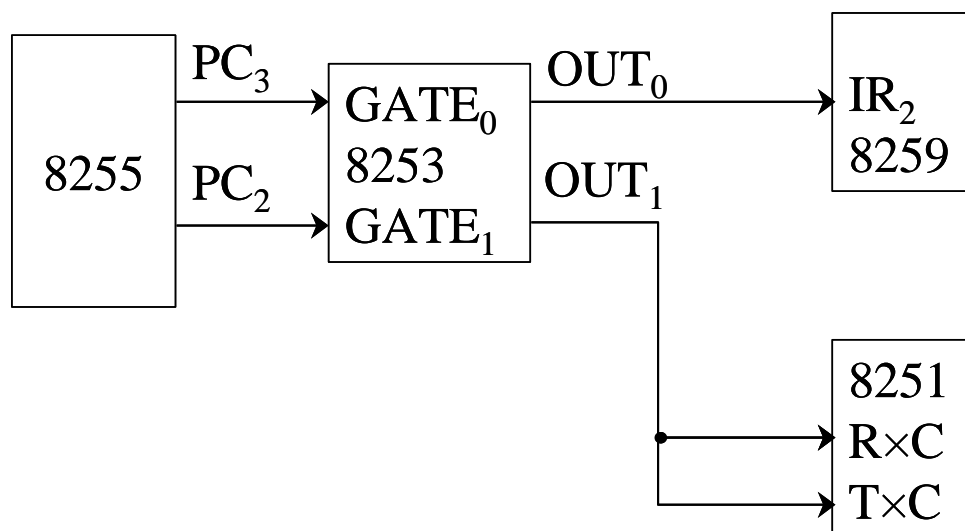 8255
PC₃
PC₂
GATE₀
8253
GATE₁
OUT₀
OUT₁
IR₂
8259
8251
R×C
T×C